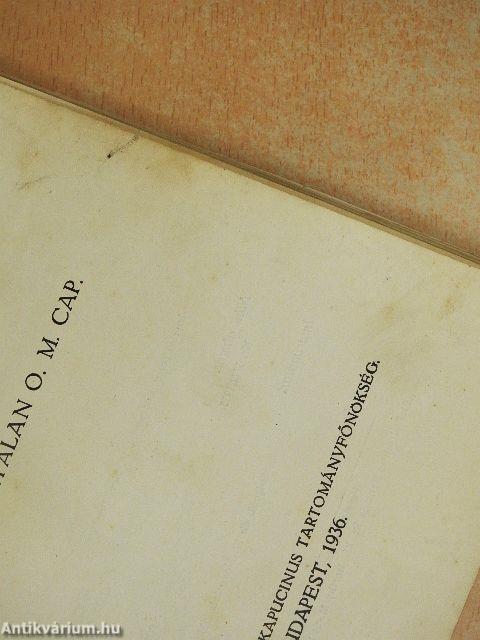 ALAN O. M. CAP.
KAPUCINUS TARTOMÁNYFŐNÖKSÉG.
DAPEST, 1936.
Antikvárium.hu